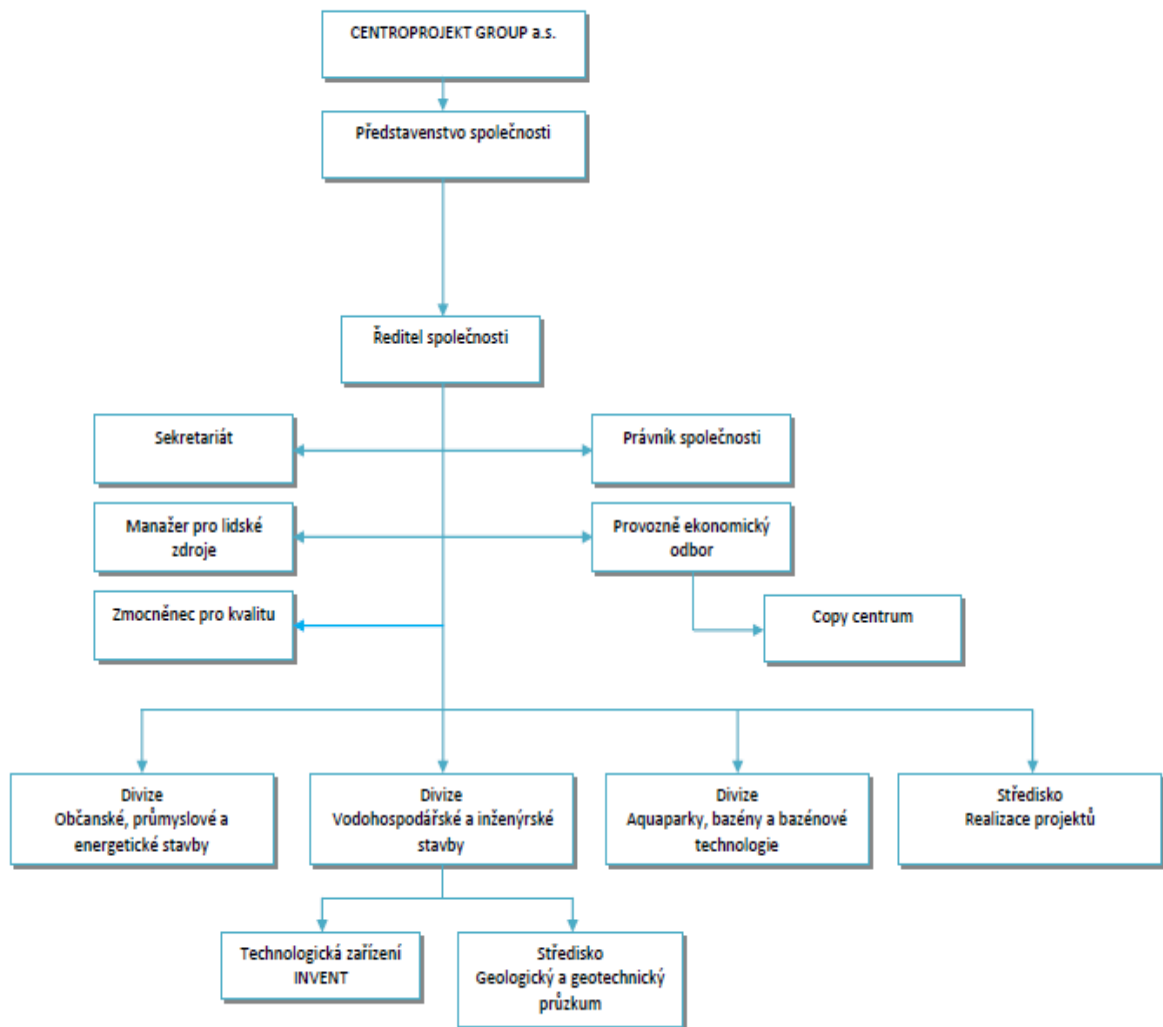 CENTROPROJEKT GROUP a.s.
Představenstvo společnosti
Ředitel společnosti
Sekretariát
Právník společnosti
Manažer pro lidské
zdroje
Provozně ekonomický
odbor
Zmocněnec pro kvalitu
Copy centrum
Divize
Občanské, průmyslové a
energetické stavby
Divize
Vodohospodářské a inženýrské
stavby
Divize
Aquaparky, bazény a bazénové
technologie
Středisko
Realizace projektů
Technologická zařízení
INVENT
Středisko
Geologický a geotechnický
průzkum